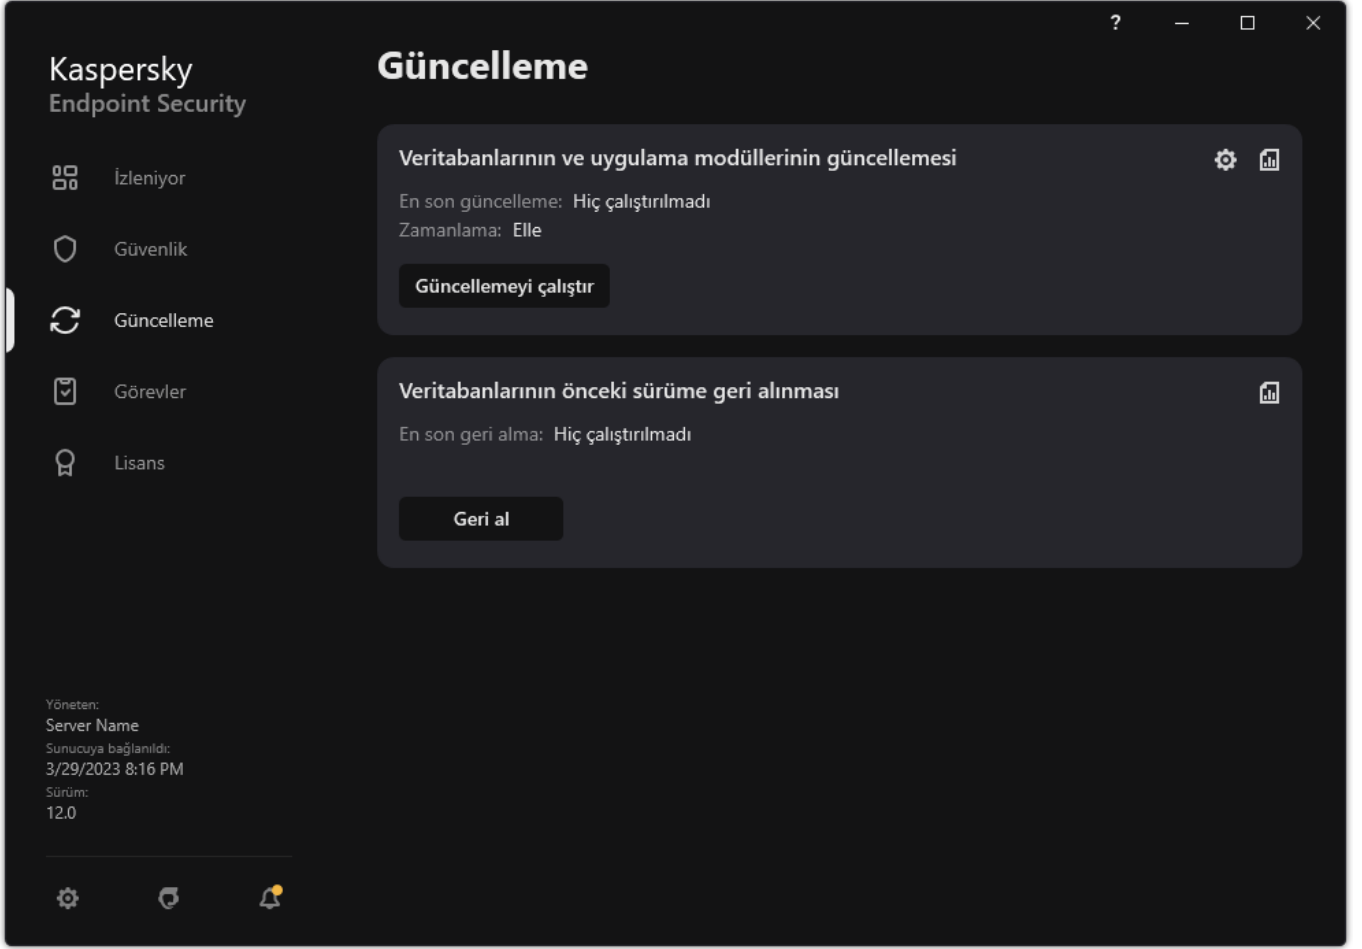 ?
Kaspersky
Endpoint Security
İzleniyor
Güvenlik
Güncelleme
Görevler
Lisans
Yöneten:
Server Name
Sunucuya bağlanıldı:
3/29/2023 8:16 PM
Sürüm:
12.0
Güncelleme
Veritabanlarının ve uygulama modüllerinin güncellemesi
En son güncelleme: Hiç çalıştırılmadı
Zamanlama: Elle
Güncellemeyi çalıştır
Veritabanlarının önceki sürüme geri alınması
En son geri alma: Hiç çalıştırılmadı
Geri al